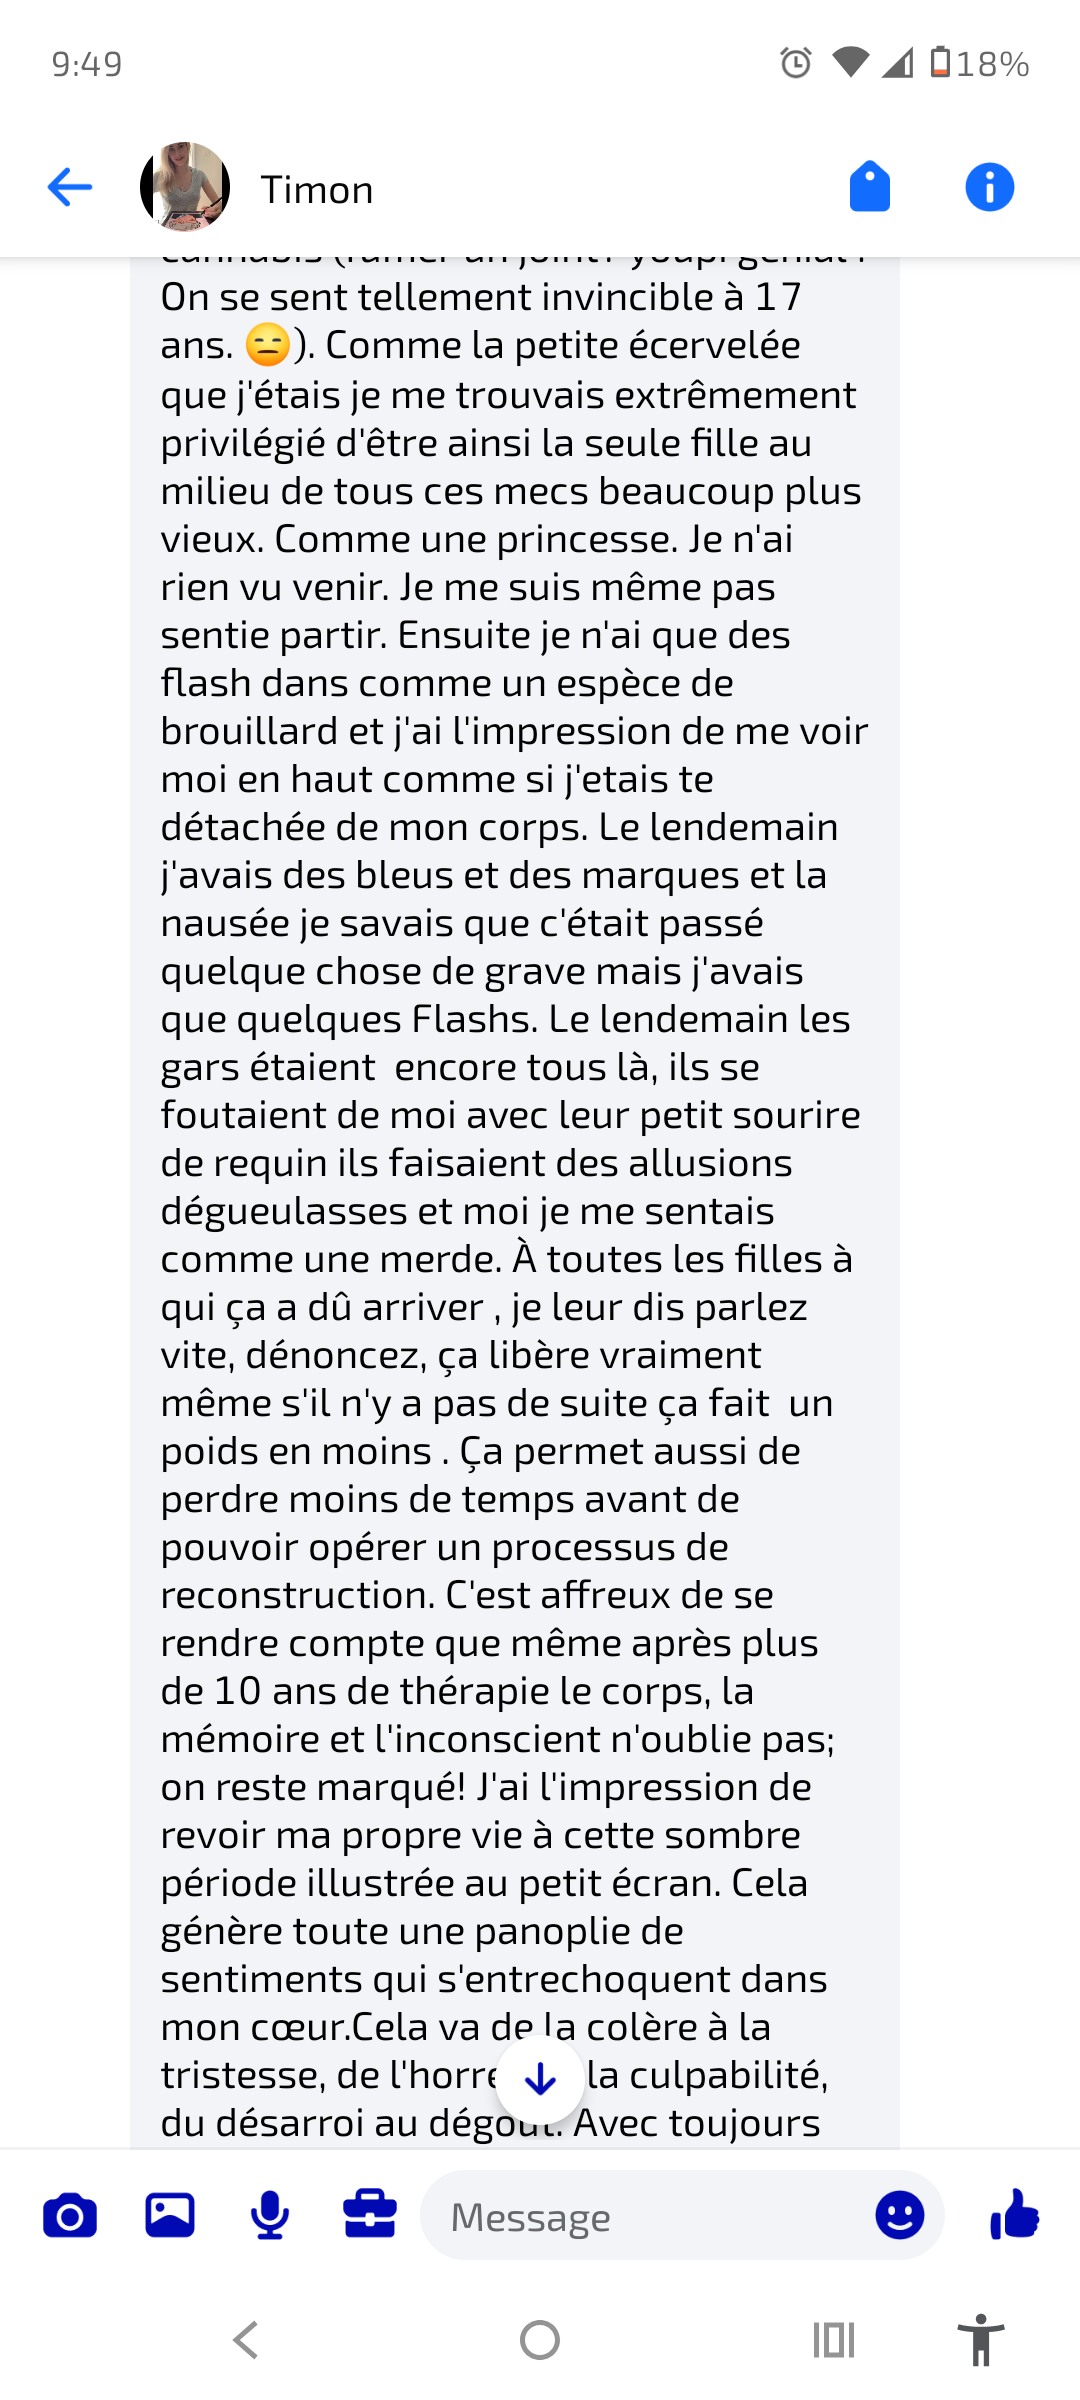 9:49
18%
Timon
cannabis (fumer un joint? youpi génial !
On se sent tellement invincible à 17
ans. 😑). Comme la petite écervelée
que j'étais je me trouvais extrêmement
privilégié d'être ainsi la seule fille au
milieu de tous ces mecs beaucoup plus
vieux. Comme une princesse. Je n'ai
rien vu venir. Je me suis même pas
sentie partir. Ensuite je n'ai que des
flash dans comme un espèce de
brouillard et j'ai l'impression de me voir
moi en haut comme si j'etais te
détachée de mon corps. Le lendemain
j'avais des bleus et des marques et la
nausée je savais que c'était passé
quelque chose de grave mais j'avais
que quelques Flashs. Le lendemain les
gars étaient  encore tous là, ils se
foutaient de moi avec leur petit sourire
de requin ils faisaient des allusions
dégueulasses et moi je me sentais
comme une merde. À toutes les filles à
qui ça a dû arriver , je leur dis parlez
vite, dénoncez, ça libère vraiment
même s'il n'y a pas de suite ça fait  un
poids en moins . Ça permet aussi de
perdre moins de temps avant de
pouvoir opérer un processus de
reconstruction. C'est affreux de se
rendre compte que même après plus
de 10 ans de thérapie le corps, la
mémoire et l'inconscient n'oublie pas;
on reste marqué! J'ai l'impression de
revoir ma propre vie à cette sombre
période illustrée au petit écran. Cela
génère toute une panoplie de
sentiments qui s'entrechoquent dans
mon cœur.Cela va de la colère à la
tristesse, de l'horre la culpabilité,
du désarroi au dégout. Avec toujours
Message